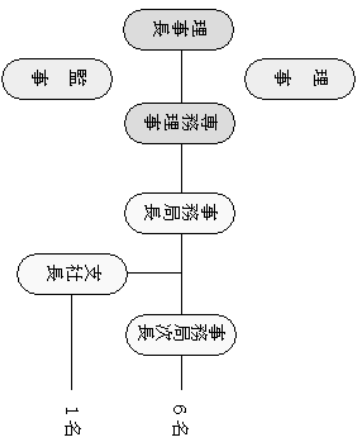 理事長
理　事
監　事
専務理事
事務局長
支社長
事務局次長
6名
1名